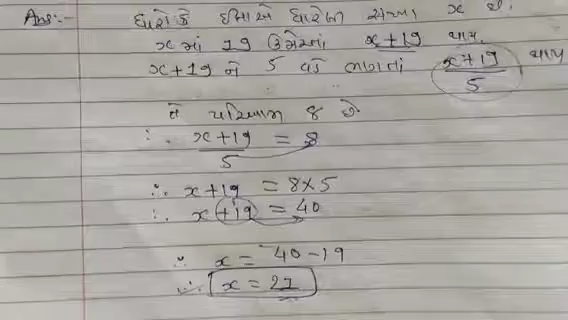 Ans:- ધારો કે ઈમાએ ધારેલી સંખ્યા x છે.
x માં 19 ઉમેરતાં x+19 થાય.
x+19 ને 5 વડે ભાગતાં x+19/5 થાય
તે પરિણામ 8 છે
∴ x+19/5 = 8
∴ x+19 = 8×5
∴ x+19 = 40
∴ x = 40-19
∴ x = 21